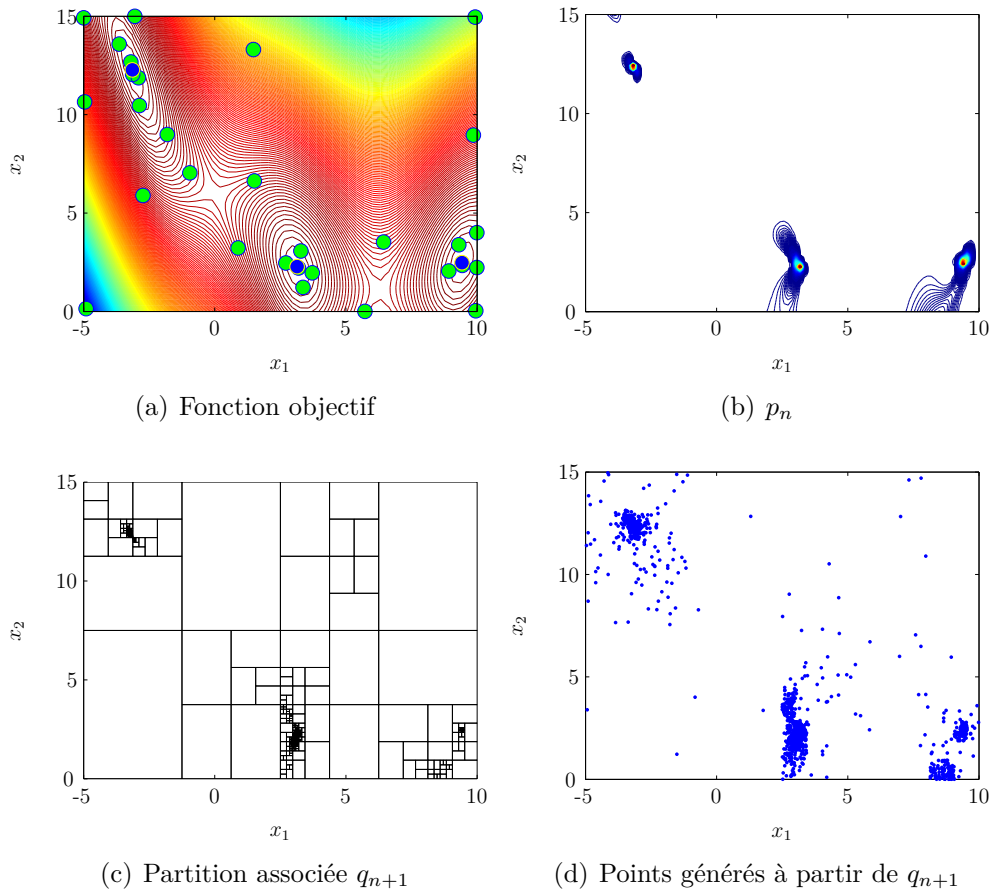 15
10
5
0
-5
0
5
10
x₂
x₁
(a) Fonction objectif
15
10
5
0
-5
0
5
10
x₂
x₁
(b) pₙ
15
10
5
0
-5
0
5
10
x₂
x₁
(c) Partition associée qₙ₊₁
15
10
5
0
-5
0
5
10
x₂
x₁
(d) Points générés à partir de qₙ₊₁